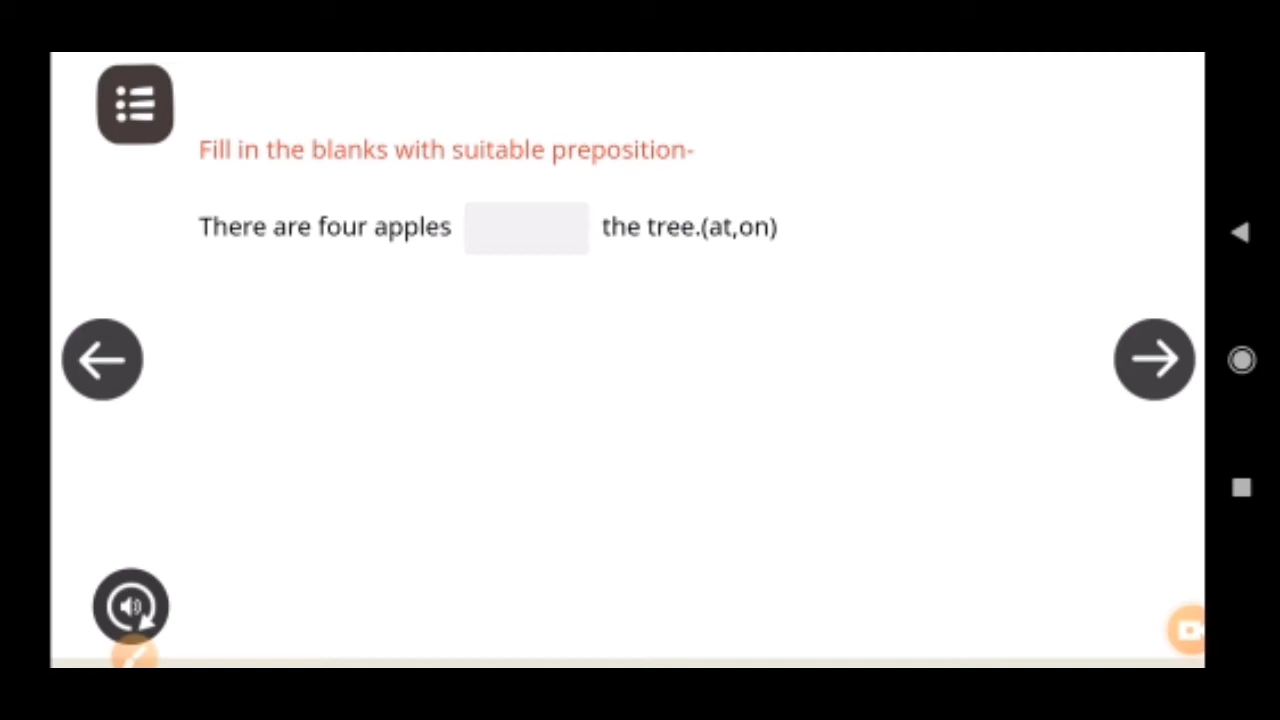 Fill in the blanks with suitable preposition-
There are four apples the tree.(at,on)